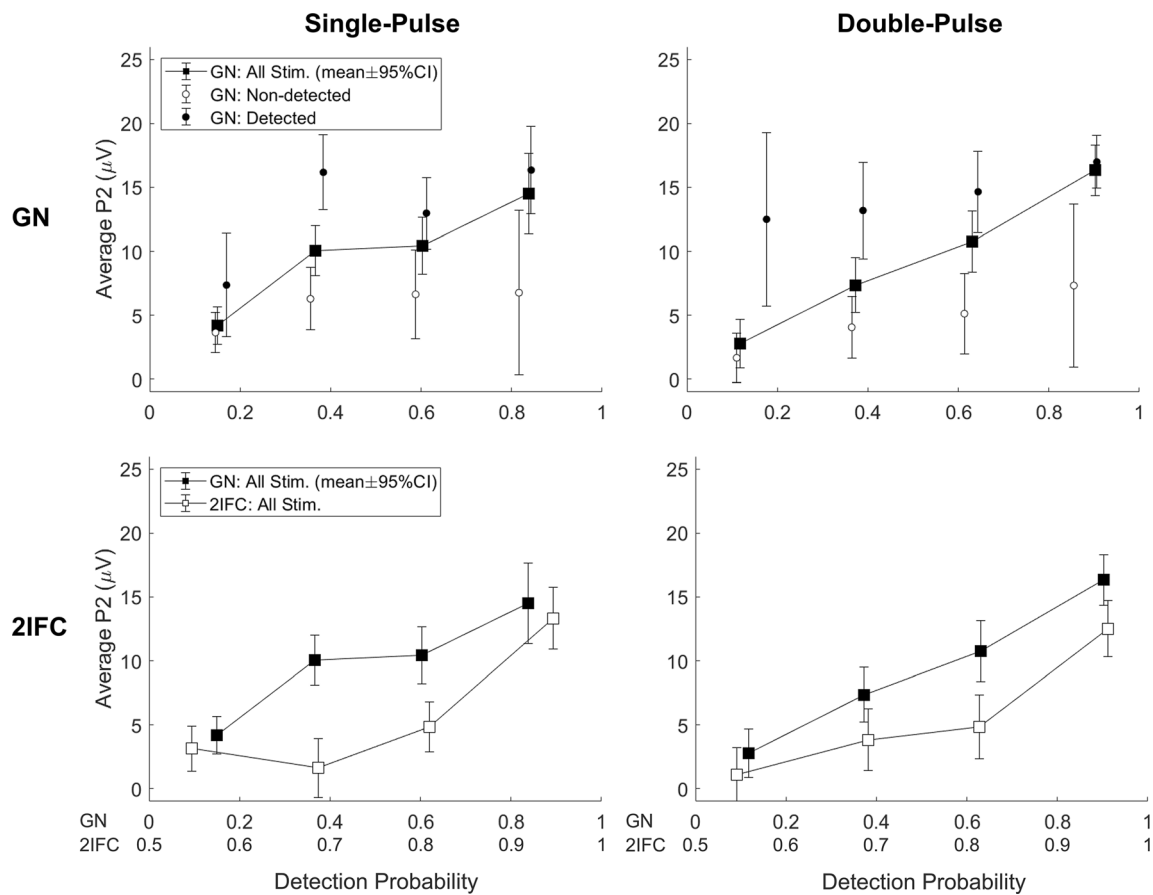 Single-Pulse
Double-Pulse
GN: All Stim. (mean±95%CI)
GN: Non-detected
GN: Detected
25
20
15
10
5
0
Average P2 (μV)
GN
0 0.2 0.4 0.6 0.8 1
25
20
15
10
5
0
0 0.2 0.4 0.6 0.8 1
GN: All Stim. (mean±95%CI)
2IFC: All Stim.
25
20
15
10
5
0
Average P2 (μV)
2IFC
25
20
15
10
5
0
GN 0 0.2 0.4 0.6 0.8 1
2IFC 0.5 0.6 0.7 0.8 0.9 1
Detection Probability
GN 0 0.2 0.4 0.6 0.8 1
2IFC 0.5 0.6 0.7 0.8 0.9 1
Detection Probability